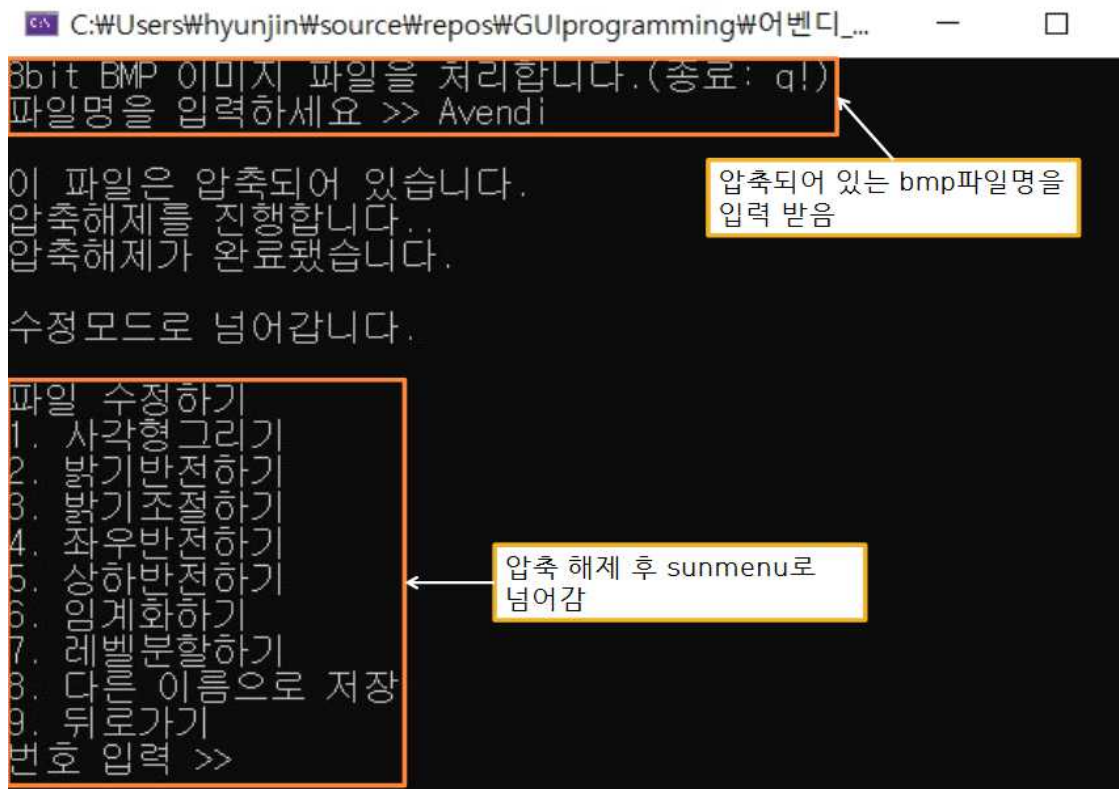 C:₩Users₩hyunjin₩source₩repos₩GUIprogramming₩어벤디_...
8bit BMP 이미지 파일을 처리합니다.(종료: q!)
파일명을 입력하세요 >> Avendi
압축되어 있는 bmp파일명을
입력 받음
이 파일은 압축되어 있습니다.
압축해제를 진행합니다..
압축해제가 완료됐습니다.
수정모드로 넘어갑니다.
파일 수정하기
1. 사각형그리기
2. 밝기반전하기
3. 밝기조절하기
4. 좌우반전하기
5. 상하반전하기
6. 임계화하기
7. 레벨분할하기
8. 다른 이름으로 저장
9. 뒤로가기
번호 입력 >>
압축 해제 후 sunmenu로
넘어감